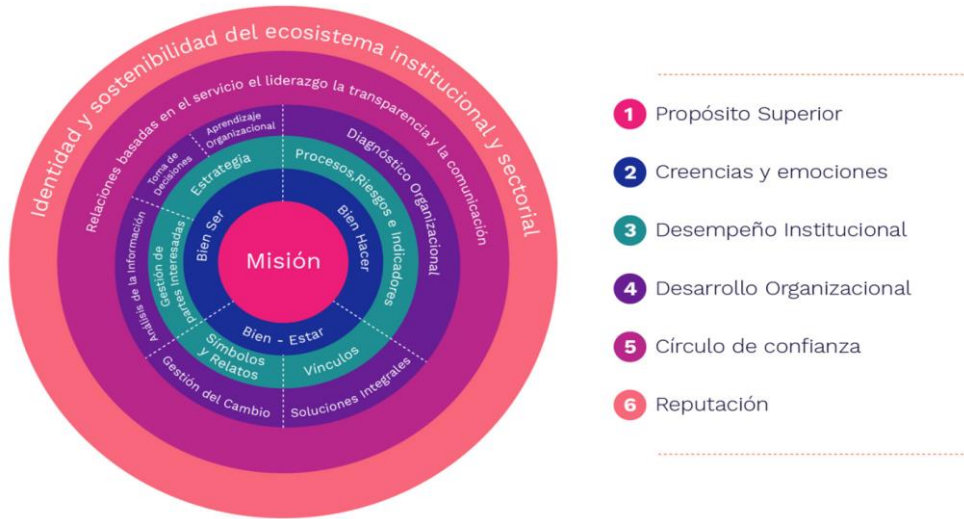 Identidad y sostenibilidad del ecosistema institucional y sectorial
Relaciones basadas en el servicio el liderazgo la transparencia y la comunicación
Aprendizaje
Organizacional
Diagnóstico Organizacional
Toma de
Decisiones
Análisis de la Información
Gestión del Cambio
Soluciones Integrales
Estrategia
Procesos,Riesgos e Indicadores
Gestión de
partes Interesadas
Símbolos
y Relatos
Vínculos
Bien Ser
Bien Hacer
Bien - Estar
Misión
1 Propósito Superior
2 Creencias y emociones
3 Desempeño Institucional
4 Desarrollo Organizacional
5 Círculo de confianza
6 Reputación